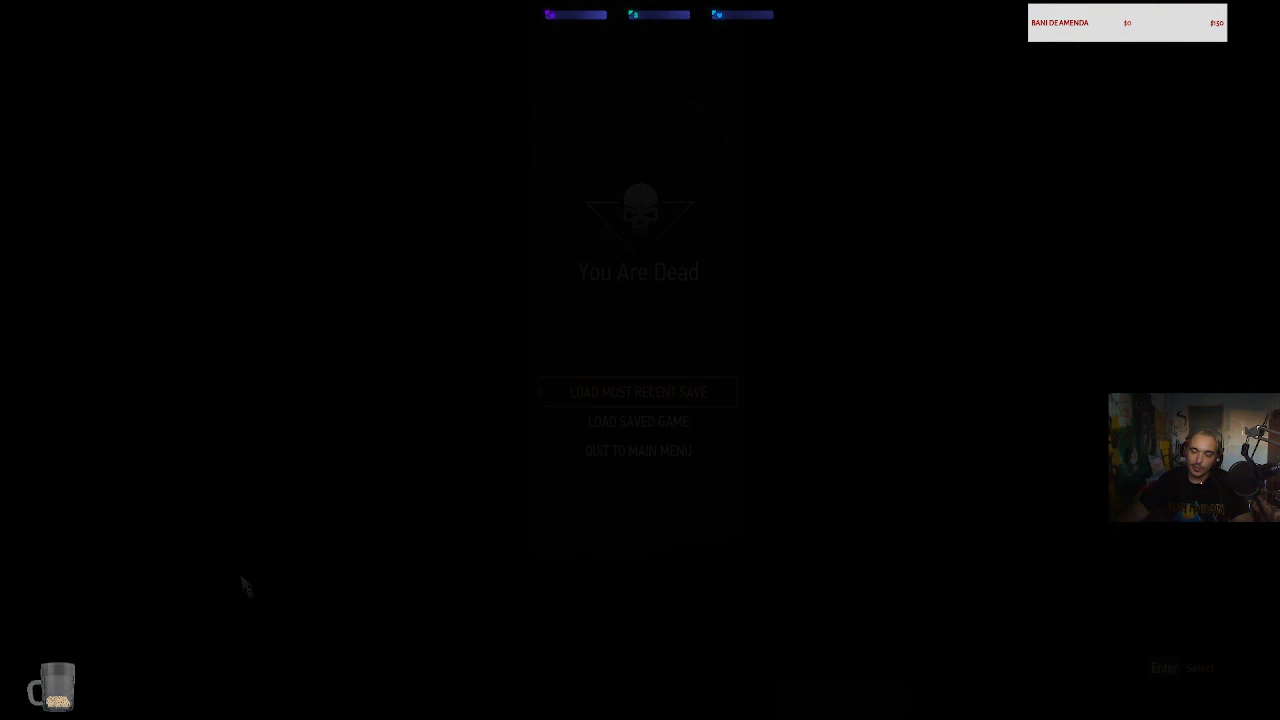 BANI DE AMENDA $0 $150
You Are Dead
LOAD MOST RECENT SAVE
LOAD SAVED GAME
QUIT TO MAIN MENU
Enter Select